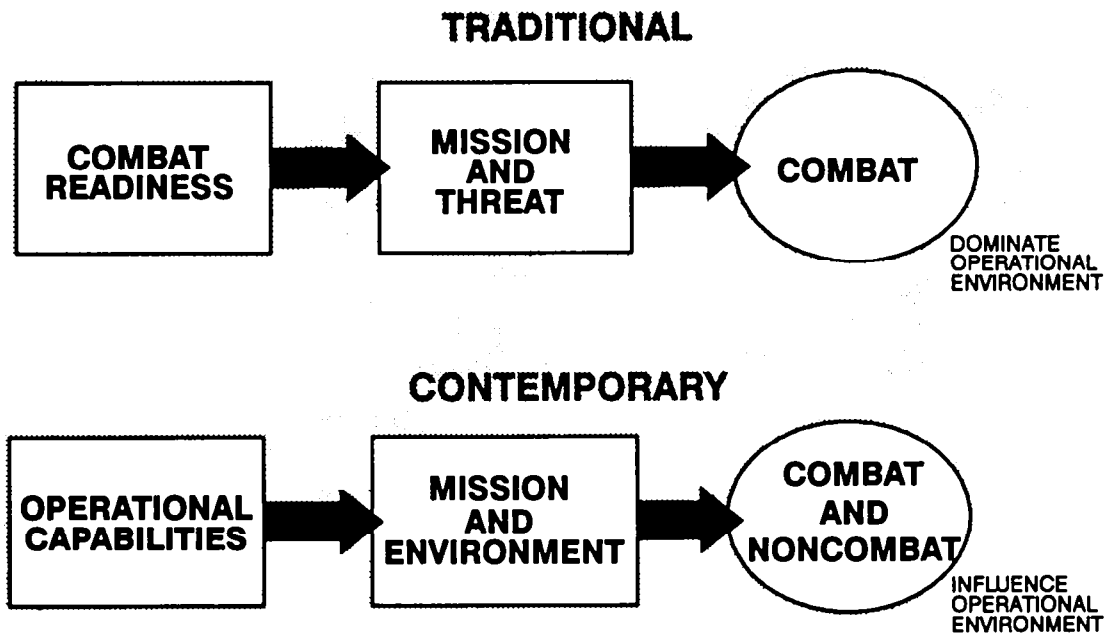 TRADITIONAL
COMBAT
READINESS
MISSION
AND
THREAT
COMBAT
DOMINATE
OPERATIONAL
ENVIRONMENT
CONTEMPORARY
OPERATIONAL
CAPABILITIES
MISSION
AND
ENVIRONMENT
COMBAT
AND
NONCOMBAT
INFLUENCE
OPERATIONAL
ENVIRONMENT